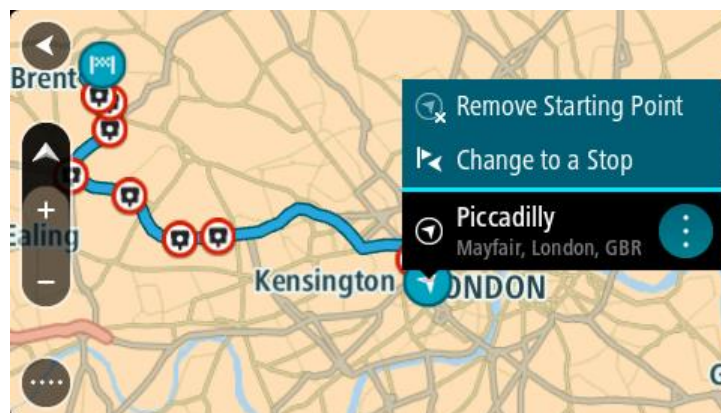 Brent
Remove Starting Point
Change to a Stop
Piccadilly
Mayfair, London, GBR
Ealing
Kensington
ONDON
G